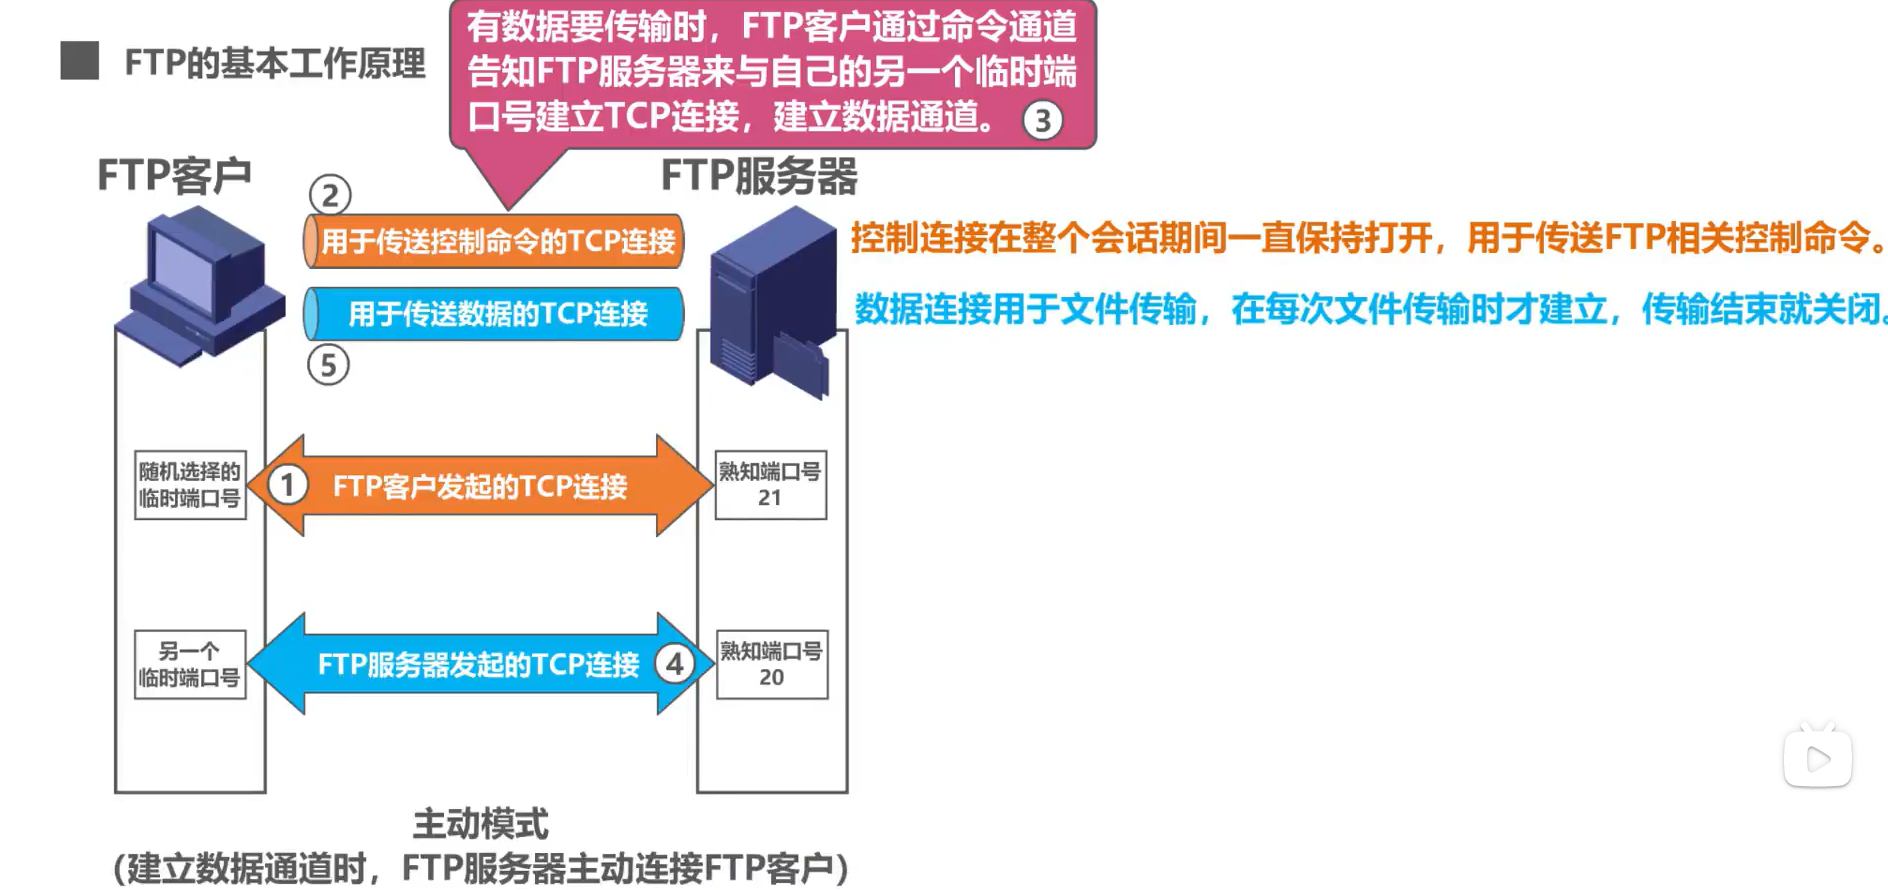 FTP的基本工作原理
有数据要传输时，FTP客户通过命令通道
告知FTP服务器来与自己的另一个临时端
口号建立TCP连接，建立数据通道。 ③
FTP客户
FTP服务器
②
用于传送控制命令的TCP连接
控制连接在整个会话期间一直保持打开，用于传送FTP相关控制命令。
用于传送数据的TCP连接
数据连接用于文件传输，在每次文件传输时才建立，传输结束就关闭。
⑤
随机选择的
临时端口号
① FTP客户发起的TCP连接
熟知端口号
21
另一个
临时端口号
FTP服务器发起的TCP连接 ④
熟知端口号
20
主动模式
(建立数据通道时，FTP服务器主动连接FTP客户)